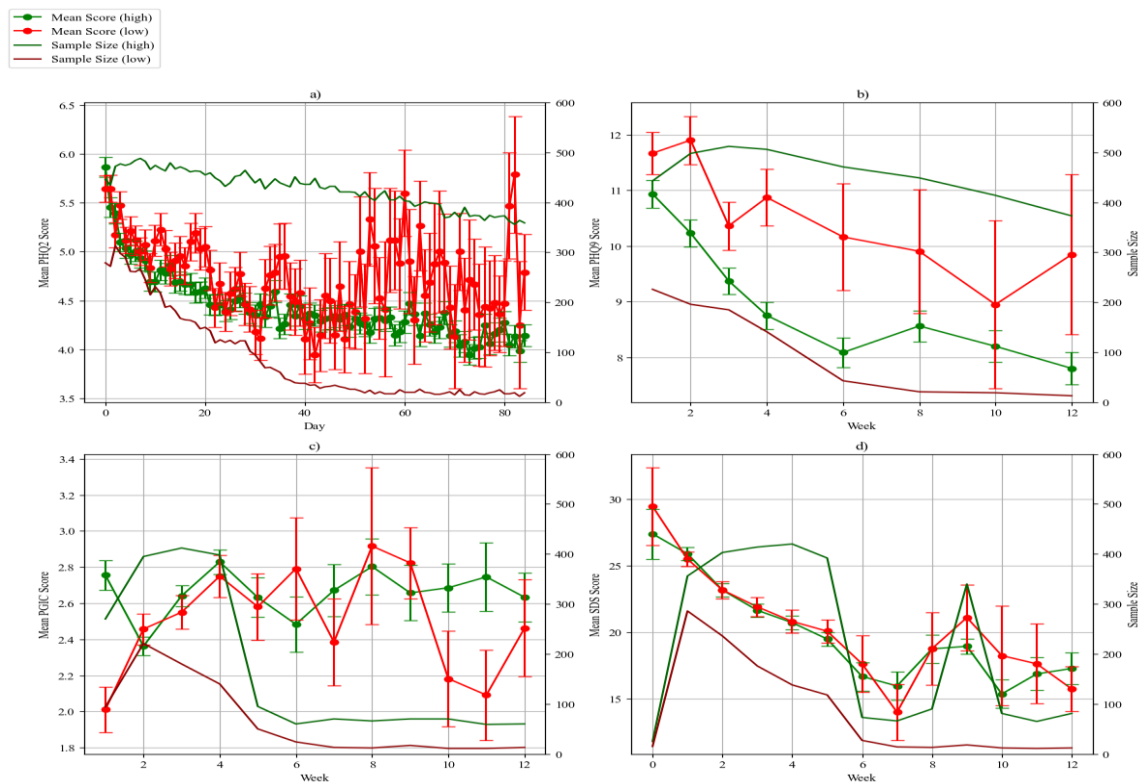 Mean Score (high)
Mean Score (low)
Sample Size (high)
Sample Size (low)
a)
Mean PHQ2 Score
6.5
6.0
5.5
5.0
4.5
4.0
3.5
0 20 40 60 80
Day
600
500
400
300
200
100
0
b)
Mean PHQ9 Score
12
11
10
9
8
2 4 6 8 10 12
Week
600
500
400
300
200
100
0
Sample Size
c)
Mean PGIC Score
3.4
3.2
3.0
2.8
2.6
2.4
2.2
2.0
1.8
2 4 6 8 10 12
Week
600
500
400
300
200
100
0
d)
Mean SDS Score
30
25
20
15
0 2 4 6 8 10 12
Week
600
500
400
300
200
100
0
Sample Size